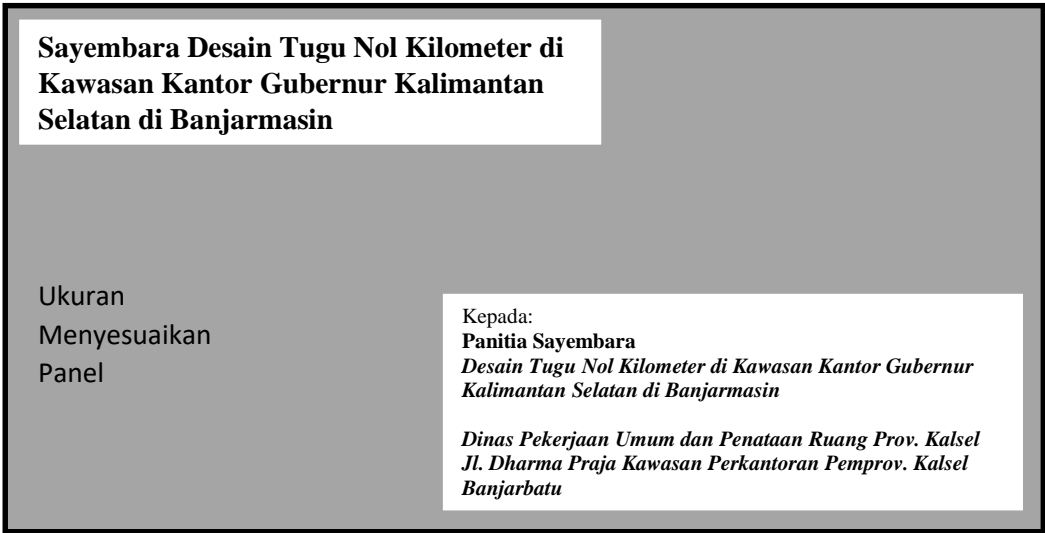 Sayembara Desain Tugu Nol Kilometer di
Kawasan Kantor Gubernur Kalimantan
Selatan di Banjarmasin
Ukuran
Menyesuaikan
Panel
Kepada:
Panitia Sayembara
Desain Tugu Nol Kilometer di Kawasan Kantor Gubernur
Kalimantan Selatan di Banjarmasin
Dinas Pekerjaan Umum dan Penataan Ruang Prov. Kalsel
Jl. Dharma Praja Kawasan Perkantoran Pemprov. Kalsel
Banjarbatu